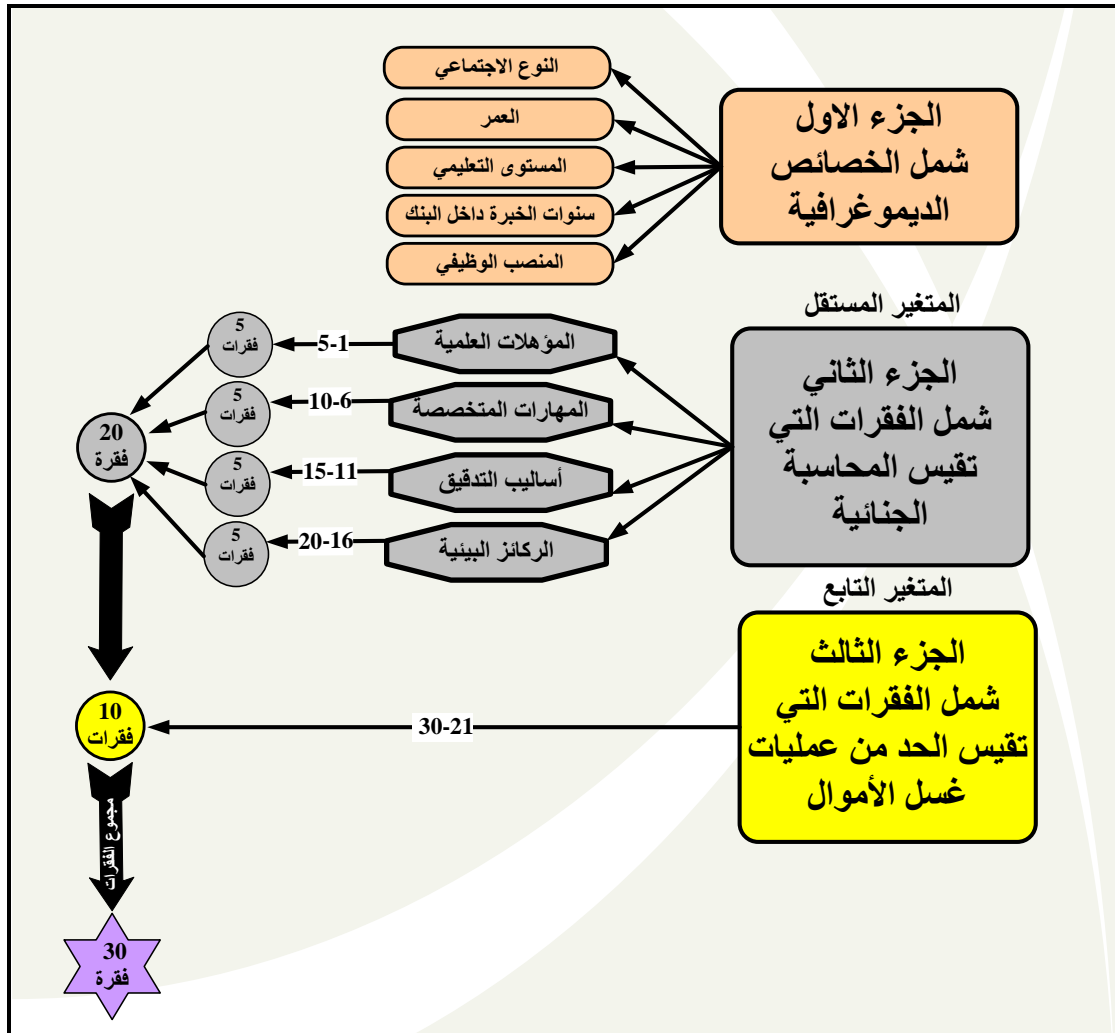 الجزء الاول
شمل الخصائص
الديموغرافية
النوع الاجتماعي
العمر
المستوى التعليمي
سنوات الخبرة داخل البنك
المنصب الوظيفي
المتغير المستقل
الجزء الثاني
شمل الفقرات التي
تقيس المحاسبة
الجنائية
المؤهلات العلمية
5-1
5
فقرات
المهارات المتخصصة
10-6
5
فقرات
أساليب التدقيق
15-11
5
فقرات
الركائز البيئية
20-16
5
فقرات
20
فقرة
المتغير التابع
الجزء الثالث
شمل الفقرات التي
تقيس الحد من عمليات
غسل الأموال
30-21
10
فقرات
مجموع الفقرات
30
فقرة